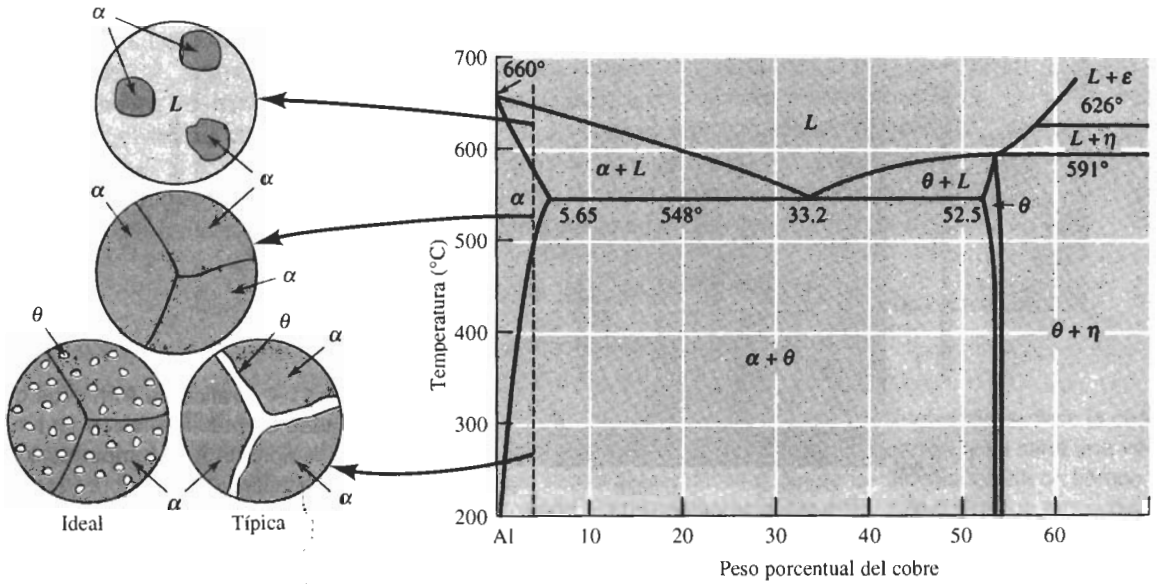 α
L
α
α
α
α
θ
θ
α
α
α
Ideal
Típica
Temperatura (°C)
700
600
500
400
300
200
660°
L
L + ε
626°
L + η
591°
α + L
θ + L
α
5.65
548°
33.2
52.5
θ
α + θ
θ + η
Al
10
20
30
40
50
60
Peso porcentual del cobre